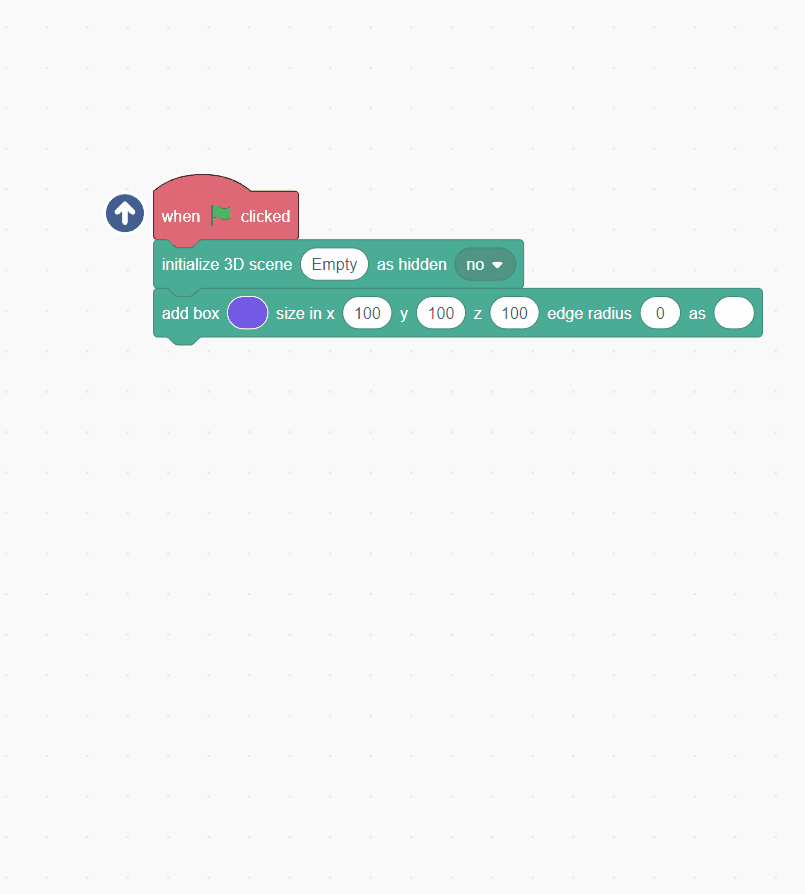 when clicked
initialize 3D scene Empty as hidden no
add box size in x 100 y 100 z 100 edge radius 0 as